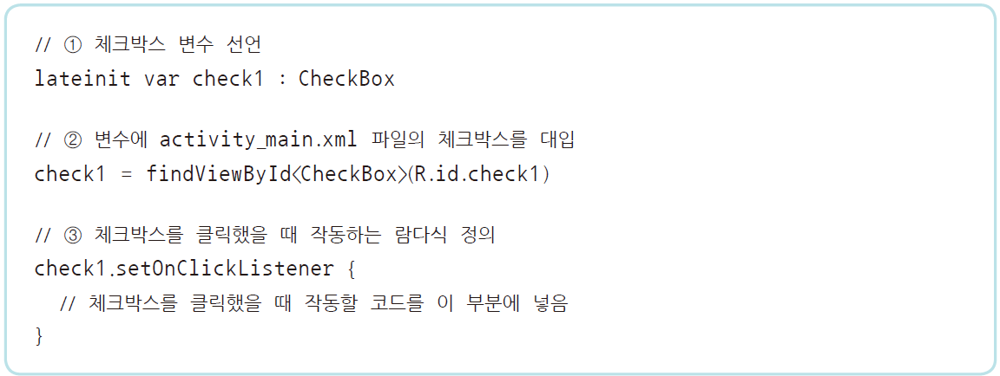 // ① 체크박스 변수 선언
lateinit var check1 : CheckBox
// ② 변수에 activity_main.xml 파일의 체크박스를 대입
check1 = findViewById<CheckBox>(R.id.check1)
// ③ 체크박스를 클릭했을 때 작동하는 람다식 정의
check1.setOnClickListener {
// 체크박스를 클릭했을 때 작동할 코드를 이 부분에 넣음
}